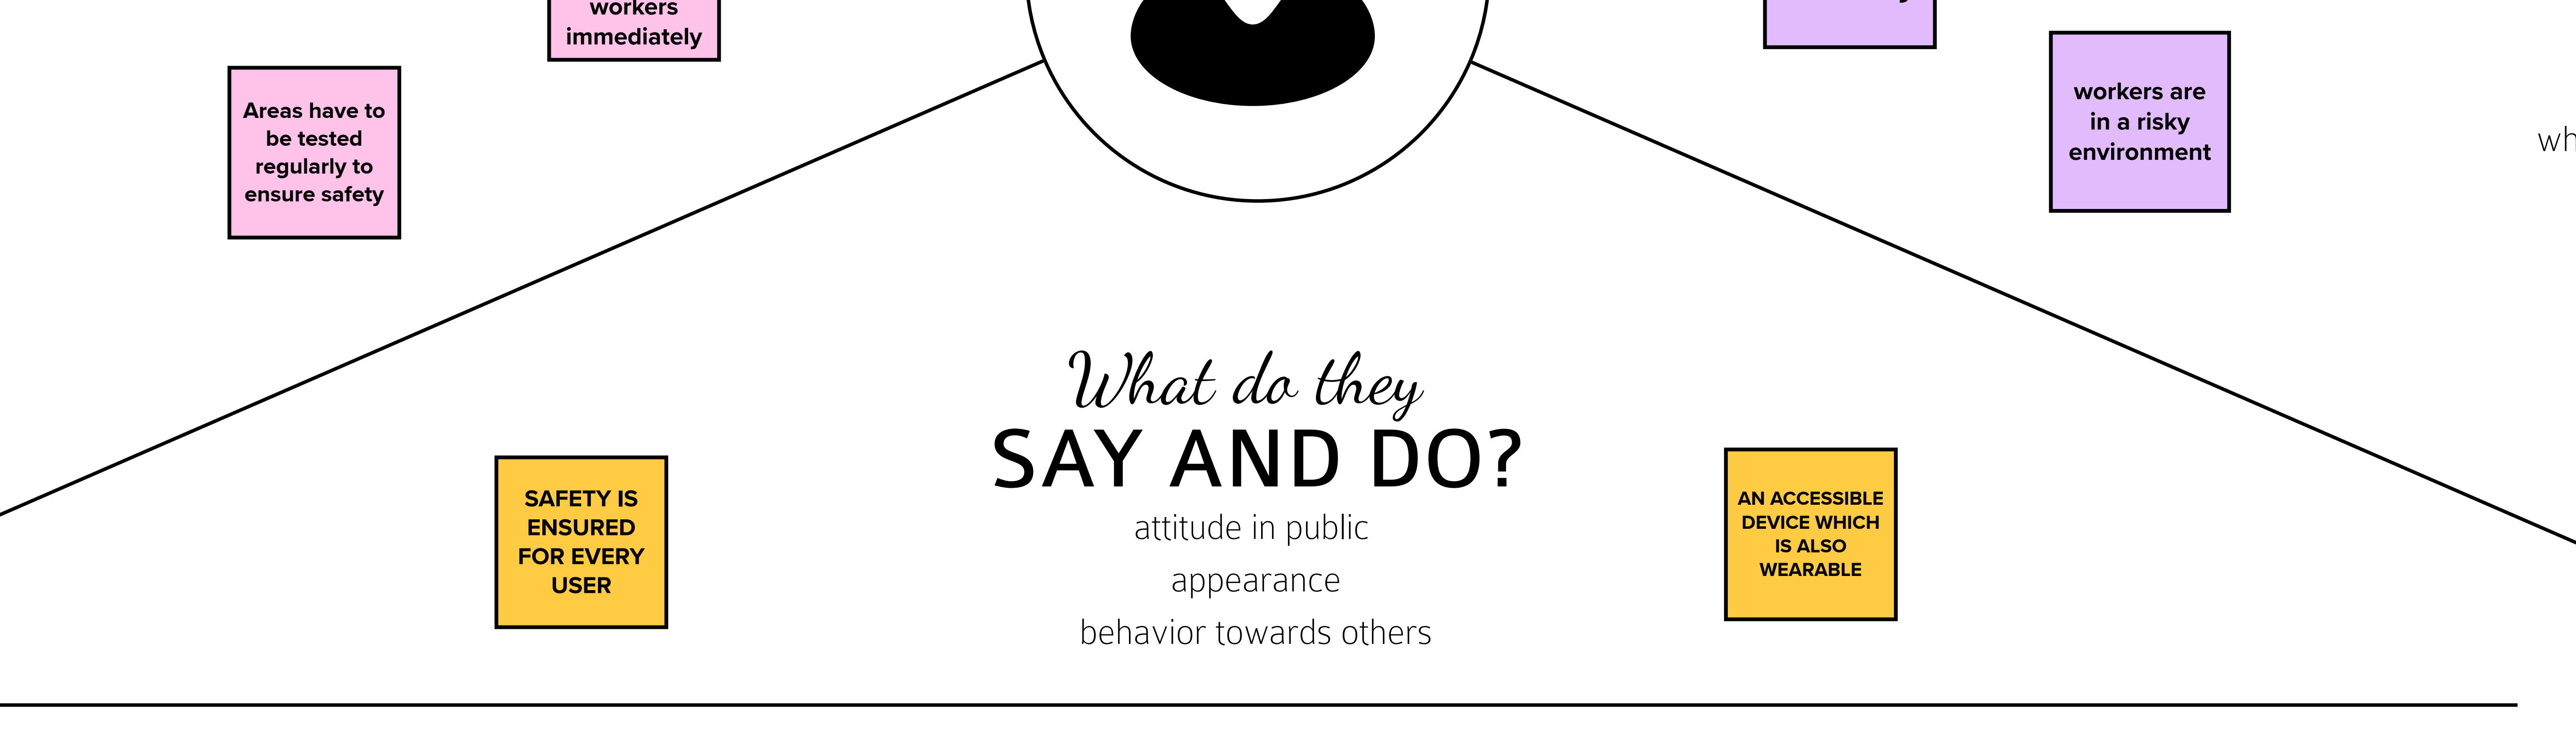 workers
immediately
Areas have to
be tested
regularly to
ensure safety
workers are
in a risky
environment
What do they
SAY AND DO?
attitude in public
appearance
behavior towards others
SAFETY IS
ENSURED
FOR EVERY
USER
AN ACCESSIBLE
DEVICE WHICH
IS ALSO
WEARABLE